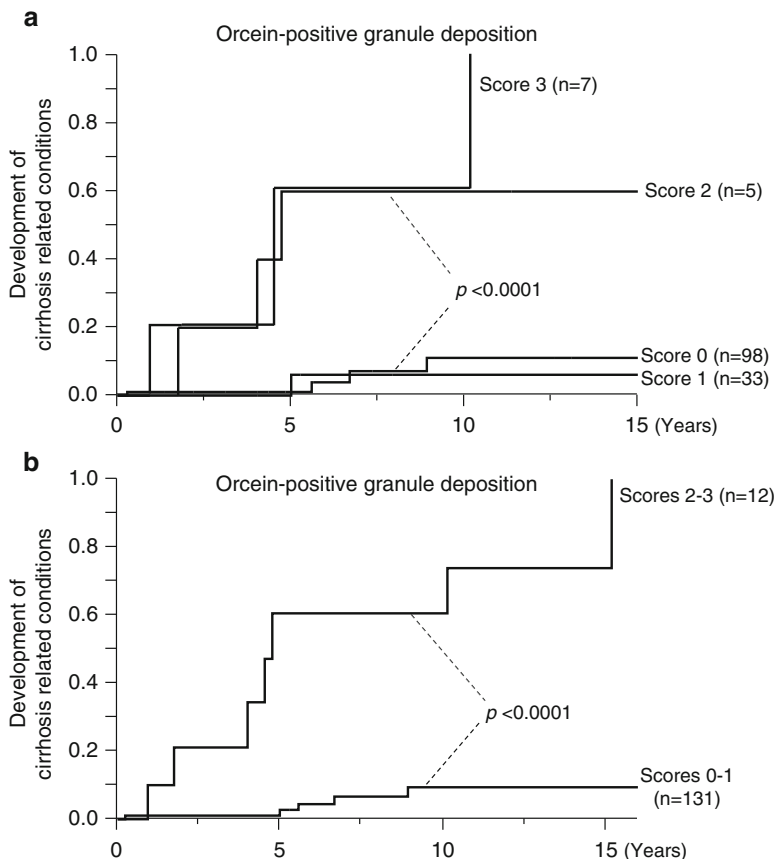 a
Orcein-positive granule deposition
Development of
cirrhosis related conditions
1.0
0.8
0.6
0.4
0.2
0.0
Score 3 (n=7)
Score 2 (n=5)
p <0.0001
Score 0 (n=98)
Score 1 (n=33)
0 5 10 15 (Years)
b
Orcein-positive granule deposition
Development of
cirrhosis related conditions
1.0
0.8
0.6
0.4
0.2
0.0
Scores 2-3 (n=12)
p <0.0001
Scores 0-1
(n=131)
0 5 10 15 (Years)